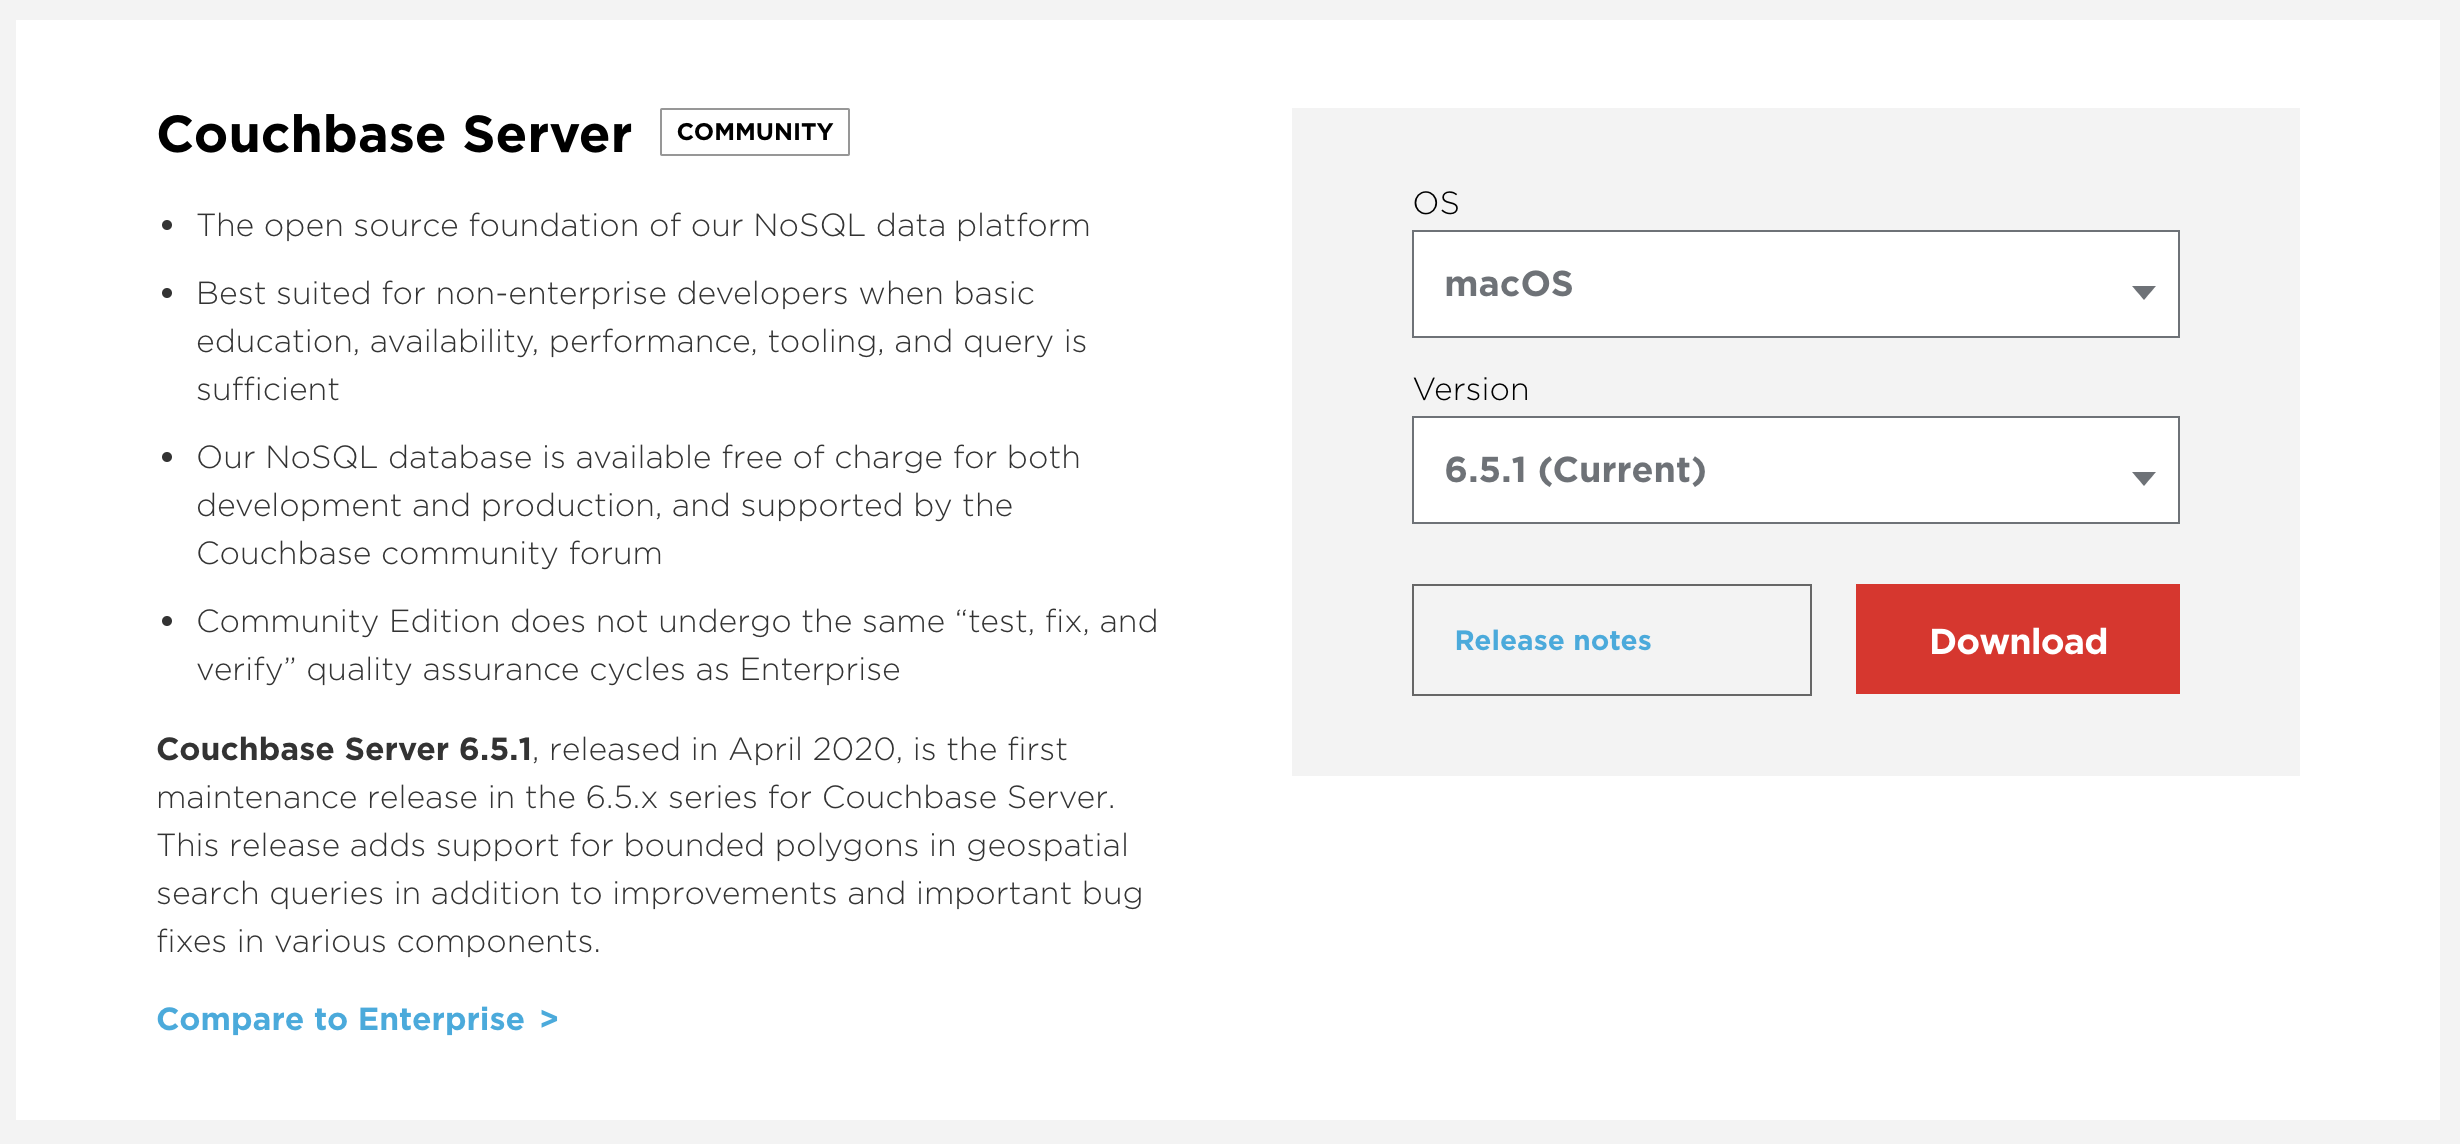 Couchbase Server COMMUNITY
• The open source foundation of our NoSQL data platform
• Best suited for non-enterprise developers when basic
education, availability, performance, tooling, and query is
sufficient
• Our NoSQL database is available free of charge for both
development and production, and supported by the
Couchbase community forum
• Community Edition does not undergo the same “test, fix, and
verify” quality assurance cycles as Enterprise
Couchbase Server 6.5.1, released in April 2020, is the first
maintenance release in the 6.5.x series for Couchbase Server.
This release adds support for bounded polygons in geospatial
search queries in addition to improvements and important bug
fixes in various components.
Compare to Enterprise >
OS
macOS
Version
6.5.1 (Current)
Release notes
Download